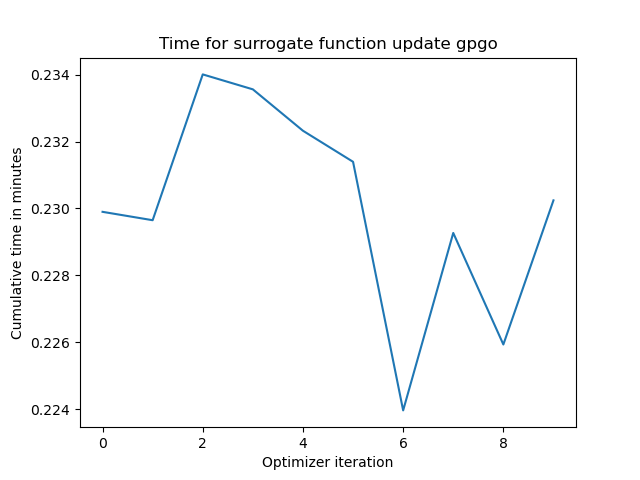 Time for surrogate function update gpgo
Cumulative time in minutes
0.234
0.232
0.230
0.228
0.226
0.224
0 2 4 6 8
Optimizer iteration